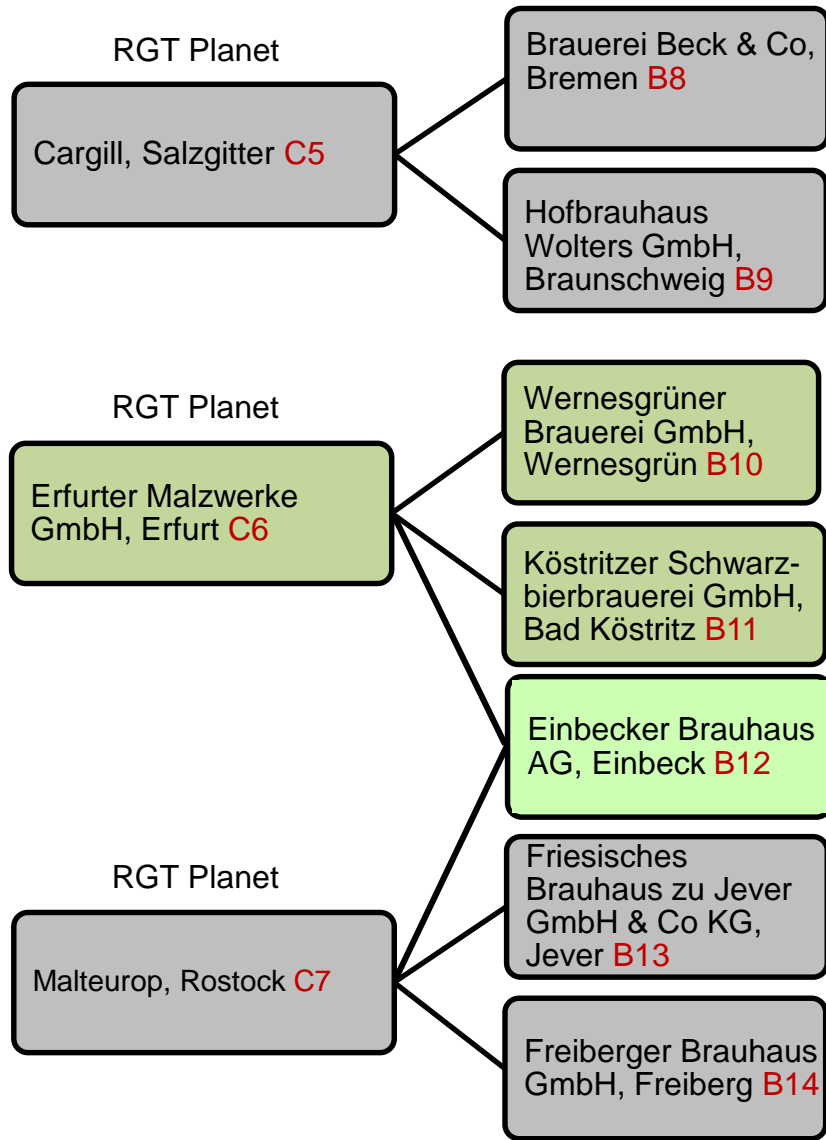 RGT Planet
Cargill, Salzgitter C5
Brauerei Beck & Co,
Bremen B8
Hofbrauhaus
Wolters GmbH,
Braunschweig B9
RGT Planet
Erfurter Malzwerke
GmbH, Erfurt C6
Wernesgrüner
Brauerei GmbH,
Wernesgrün B10
Köstritzer Schwarz-
bierbrauerei GmbH,
Bad Köstritz B11
Einbecker Brauhaus
AG, Einbeck B12
RGT Planet
Malteurop, Rostock C7
Friesisches
Brauhaus zu Jever
GmbH & Co KG,
Jever B13
Freiberger Brauhaus
GmbH, Freiberg B14